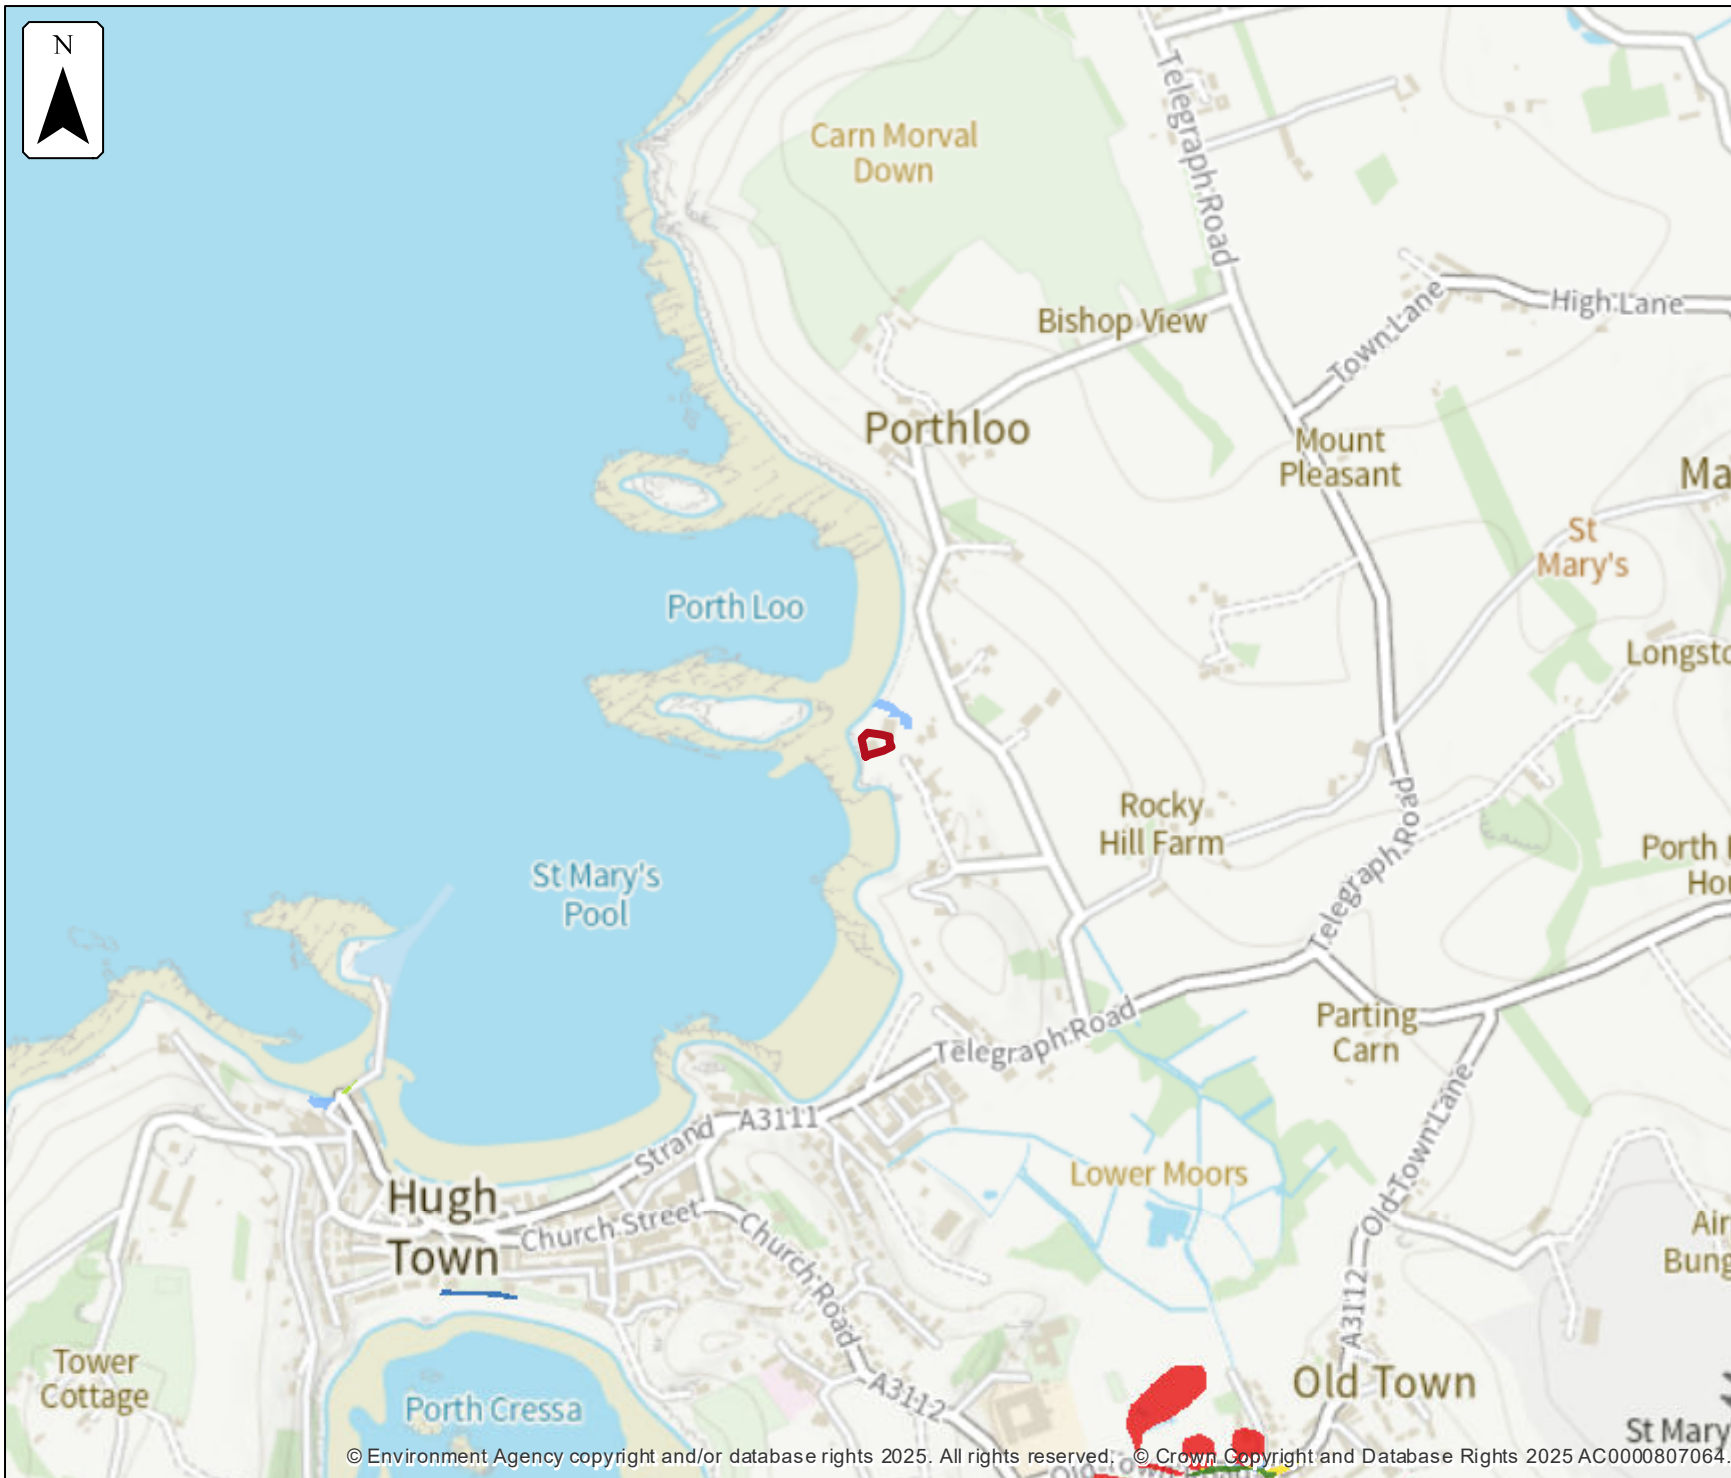 N
Carn Morval
Down
Telegraph Road
Bishop View
Town Lane
High Lane
Porthloo
Mount
Pleasant
Ma
St
Mary's
Porth Loo
Longsto
Rocky
Hill Farm
Telegraph Road
Porth
Hou
St Mary's
Pool
Parting
Carn
Telegraph Road
A3111
Strand
Lower Moors
Old Town Lane
Hugh
Town
Church Street
Church Road
Air
Bung
A3112
Tower
Cottage
Old Town
Porth Cressa
A3112
St Mary
Old Town
© Environment Agency copyright and/or database rights 2025. All rights reserved. © Crown Copyright and Database Rights 2025 AC0000807064